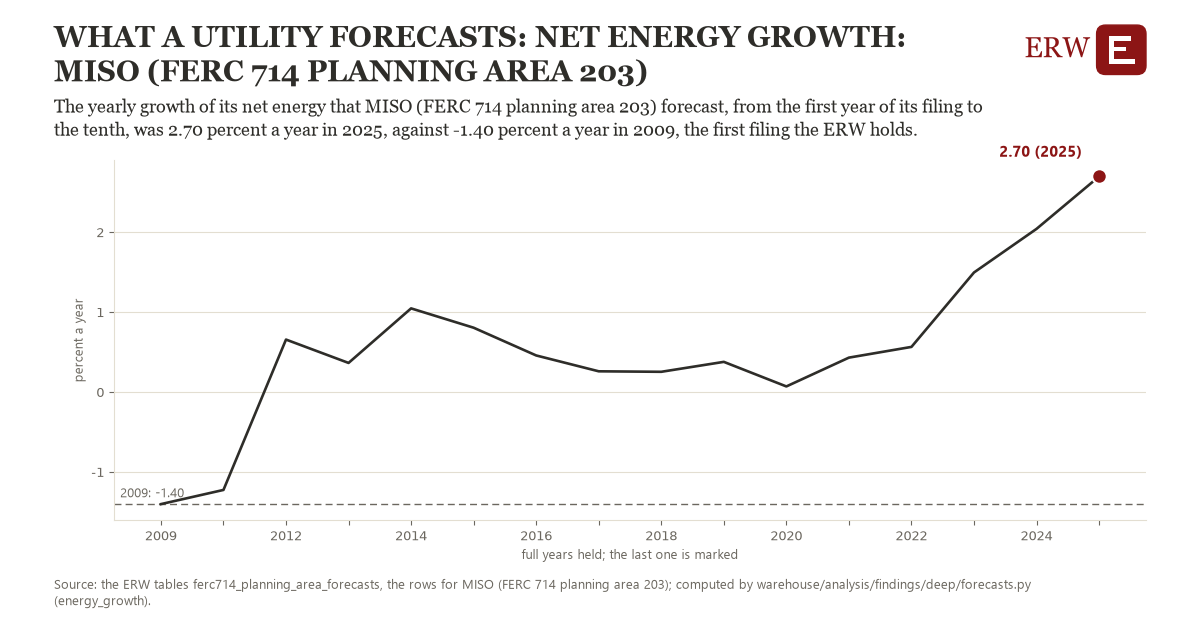 WHAT A UTILITY FORECASTS: NET ENERGY GROWTH:
MISO (FERC 714 PLANNING AREA 203)
ERW E
The yearly growth of its net energy that MISO (FERC 714 planning area 203) forecast, from the first year of its filing to
the tenth, was 2.70 percent a year in 2025, against -1.40 percent a year in 2009, the first filing the ERW holds.
2.70 (2025)
2
1
0
-1
percent a year
2009: -1.40
2009 2012 2014 2016 2018 2020 2022 2024
full years held; the last one is marked
Source: the ERW tables ferc714_planning_area_forecasts, the rows for MISO (FERC 714 planning area 203); computed by warehouse/analysis/findings/deep/forecasts.py
(energy_growth).